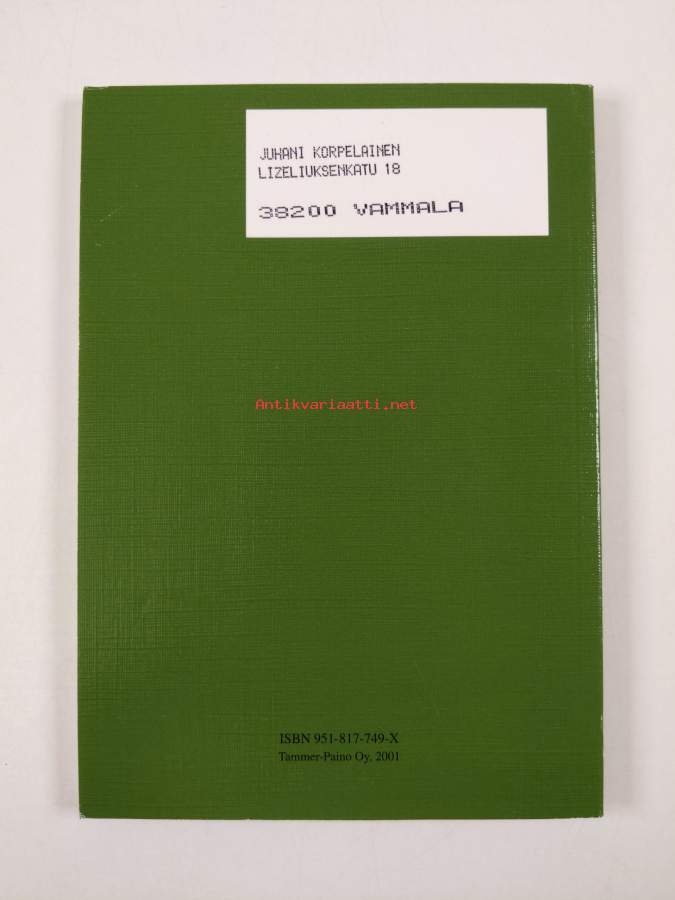 JUHANI KORPELAINEN
LIZELIUKSENKATU 18
38200 VAMMALA
Antikvariaatti.net
ISBN 951-817-749-X
Tammer-Paino Oy, 2001